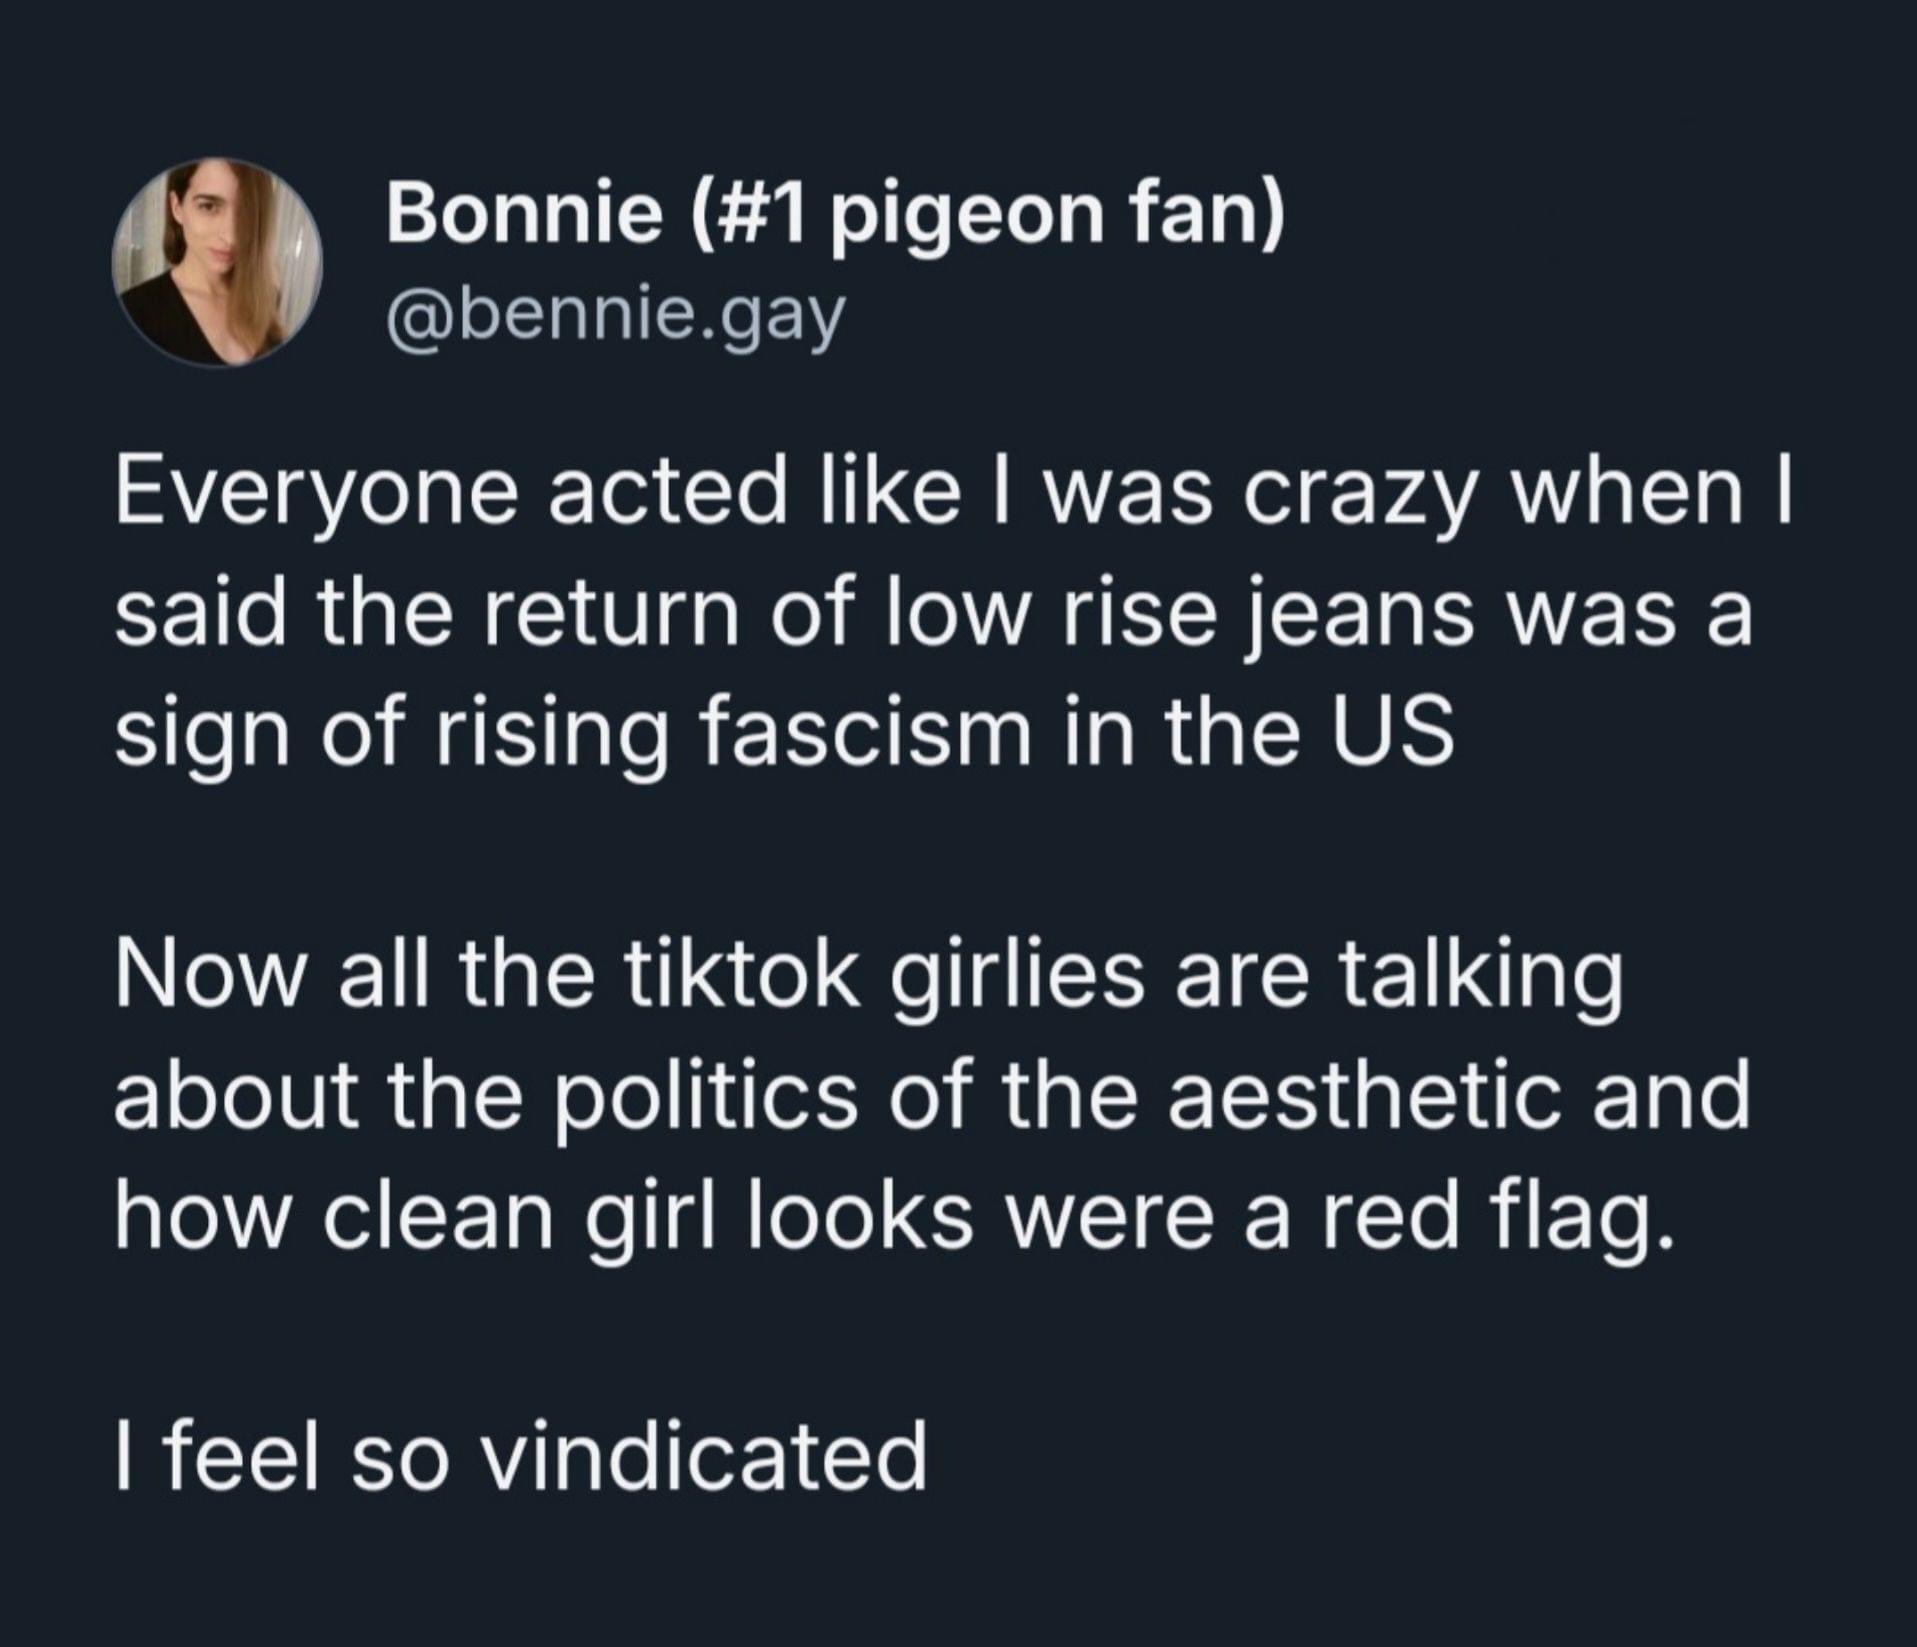 Bonnie (#1 pigeon fan)
@bennie.gay
Everyone acted like I was crazy when I
said the return of low rise jeans was a
sign of rising fascism in the US
Now all the tiktok girlies are talking
about the politics of the aesthetic and
how clean girl looks were a red flag.
I feel so vindicated